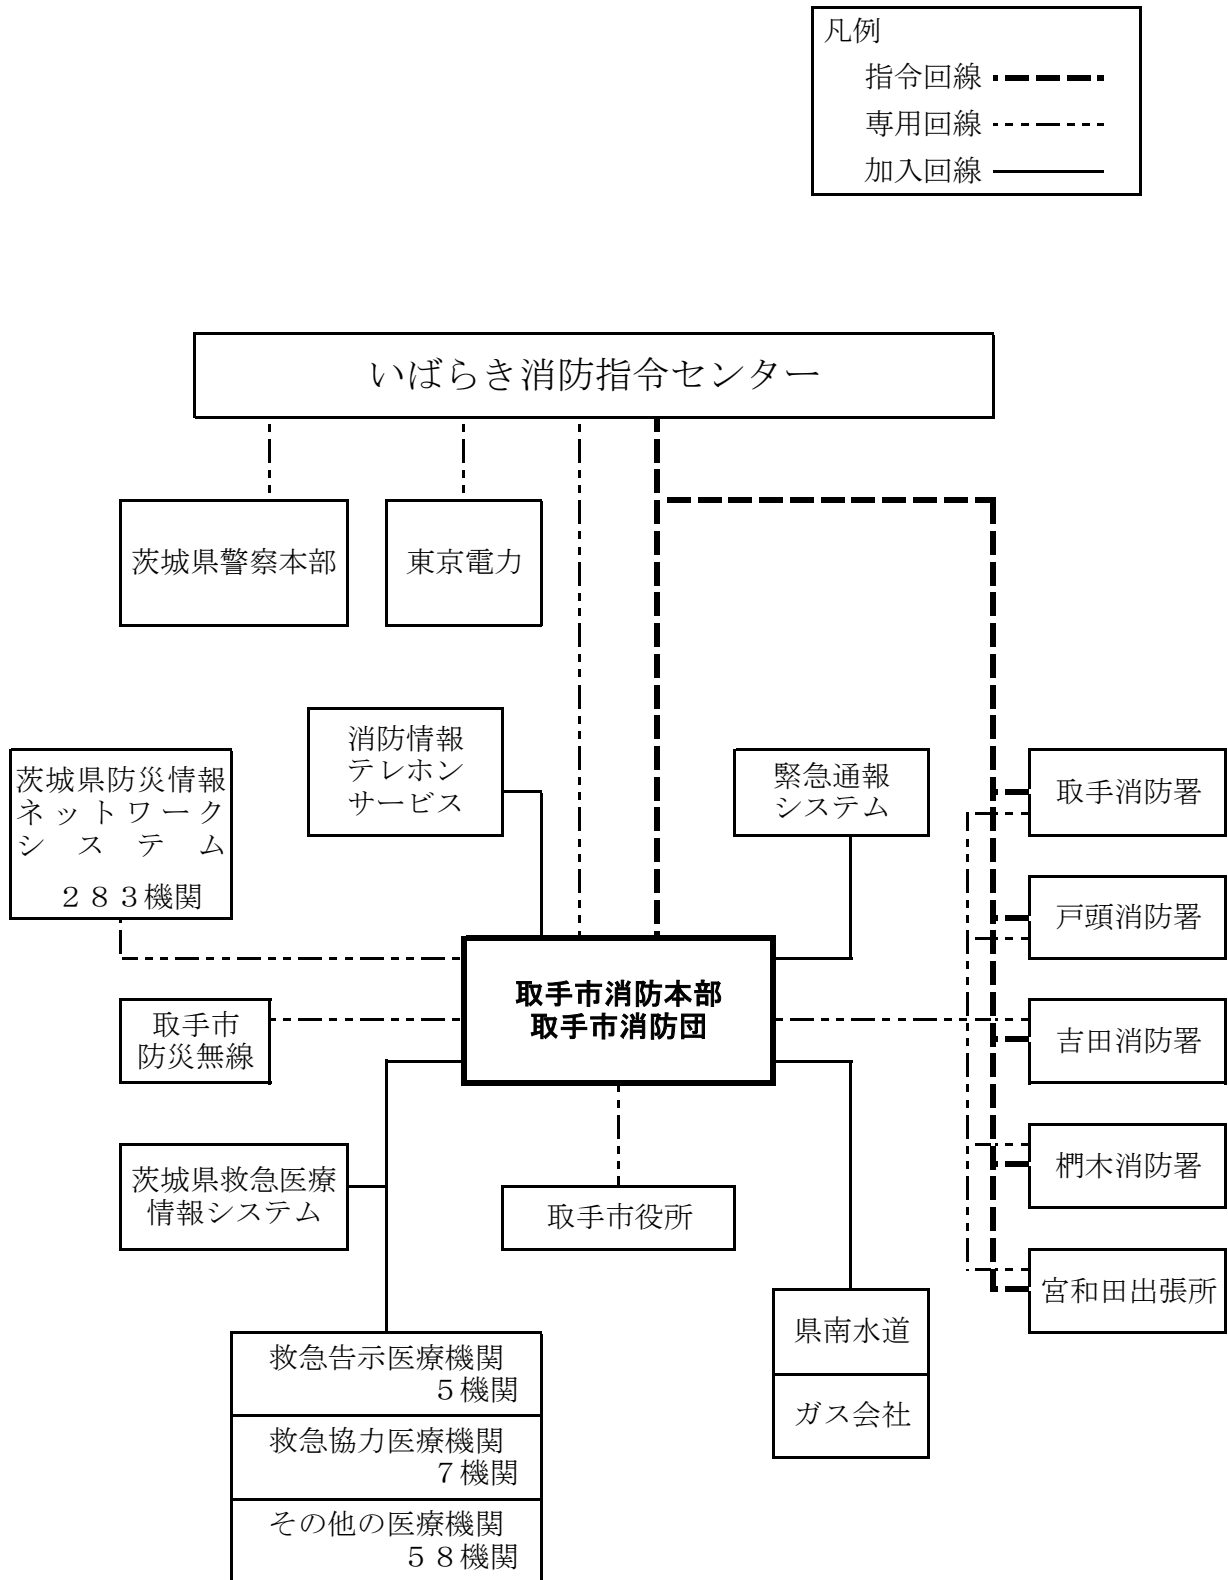 凡例
指令回線
専用回線
加入回線
いばらき消防指令センター
茨城県警察本部
東京電力
消防情報
テレホン
サービス
茨城県防災情報
ネットワーク
システム
２８３機関
緊急通報
システム
取手消防署
戸頭消防署
吉田消防署
椚木消防署
宮和田出張所
取手市消防本部
取手市消防団
取手市
防災無線
茨城県救急医療
情報システム
取手市役所
県南水道
ガス会社
救急告示医療機関
５機関
救急協力医療機関
７機関
その他の医療機関
５８機関